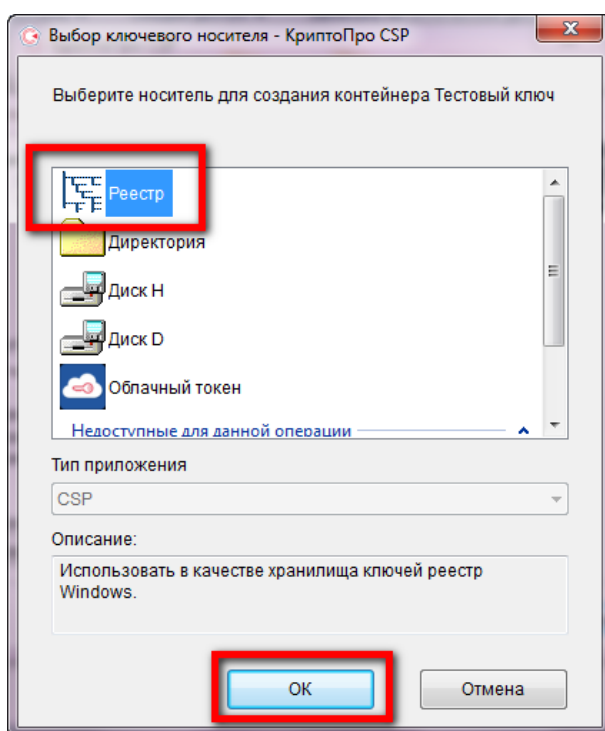 Выбор ключевого носителя - КриптоПро CSP
Выберите носитель для создания контейнера Тестовый ключ
Реестр
Директория
Диск H
Диск D
Облачный токен
Недоступные для данной операции
Тип приложения
CSP
Описание:
Использовать в качестве хранилища ключей реестр
Windows.
ОК
Отмена